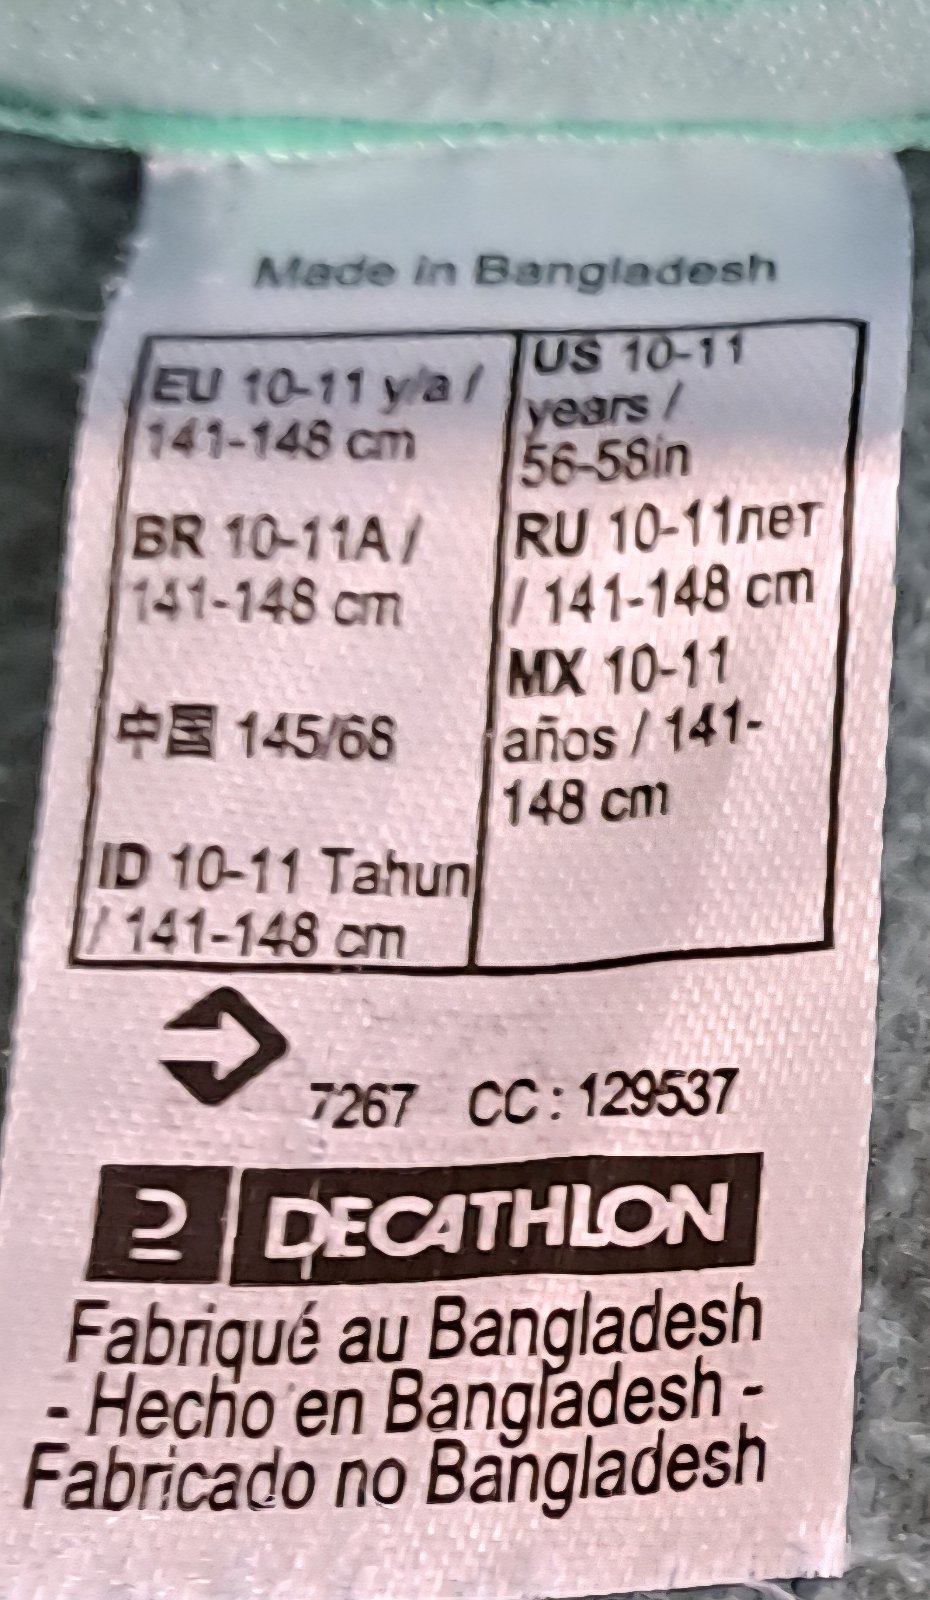 Made in Bangladesh
EU 10-11 y/a /
141-148 cm
BR 10-11A /
141-148 cm
中国 145/68
ID 10-11 Tahun
/ 141-148 cm
US 10-11
years /
56-58in
RU 10-11лет
/ 141-148 cm
MX 10-11
años / 141-
148 cm
7267 CC : 129537
DECATHLON
Fabriqué au Bangladesh
- Hecho en Bangladesh -
Fabricado no Bangladesh